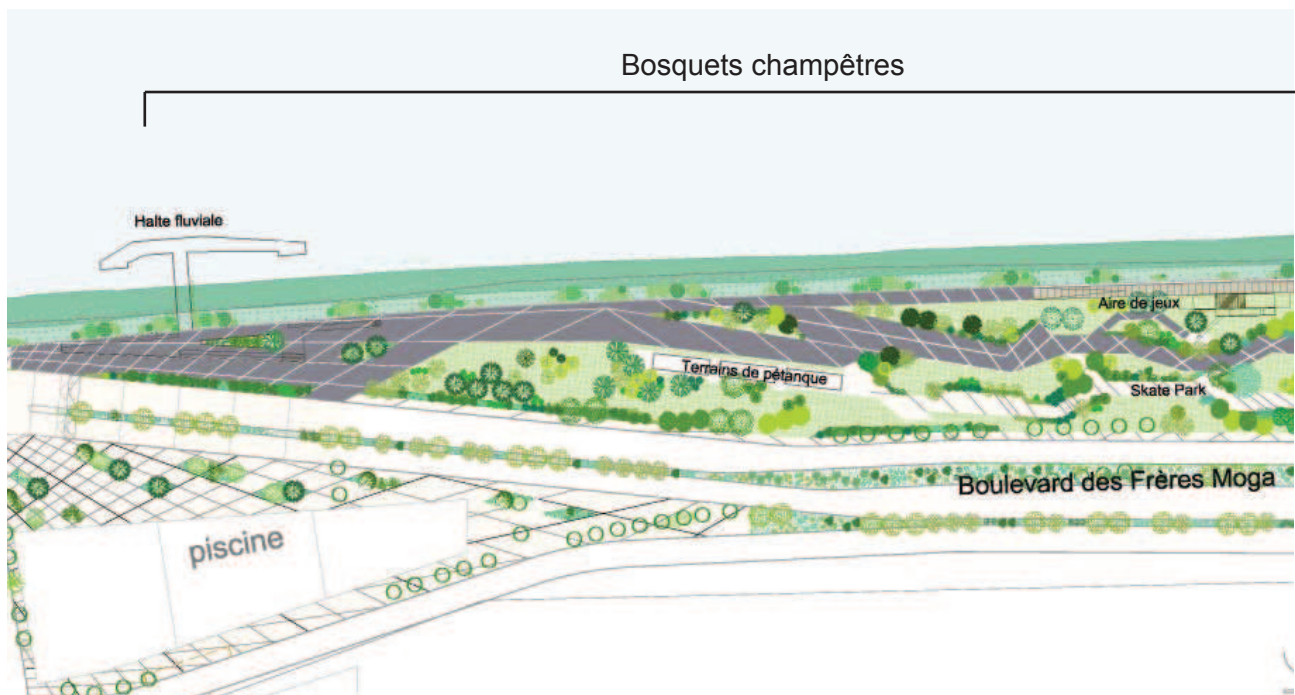 Bosquets champêtres
Halte fluviale
Aire de jeux
Terrains de pétanque
Skate Park
Boulevard des Frères Moga
piscine